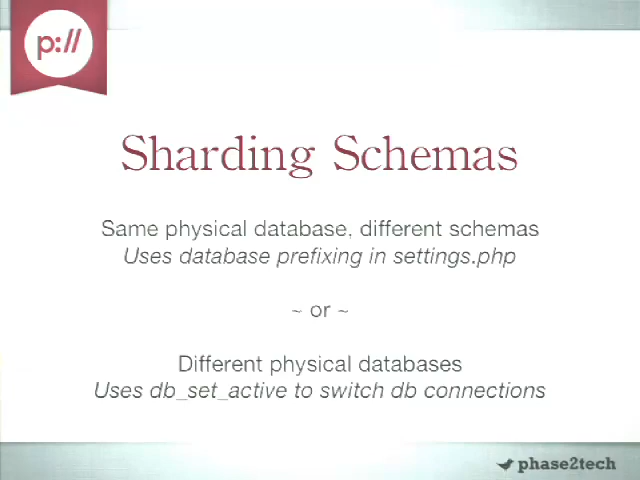 p://
Sharding Schemas
Same physical database, different schemas
Uses database prefixing in settings.php
~ or ~
Different physical databases
Uses db_set_active to switch db connections
phase2tech